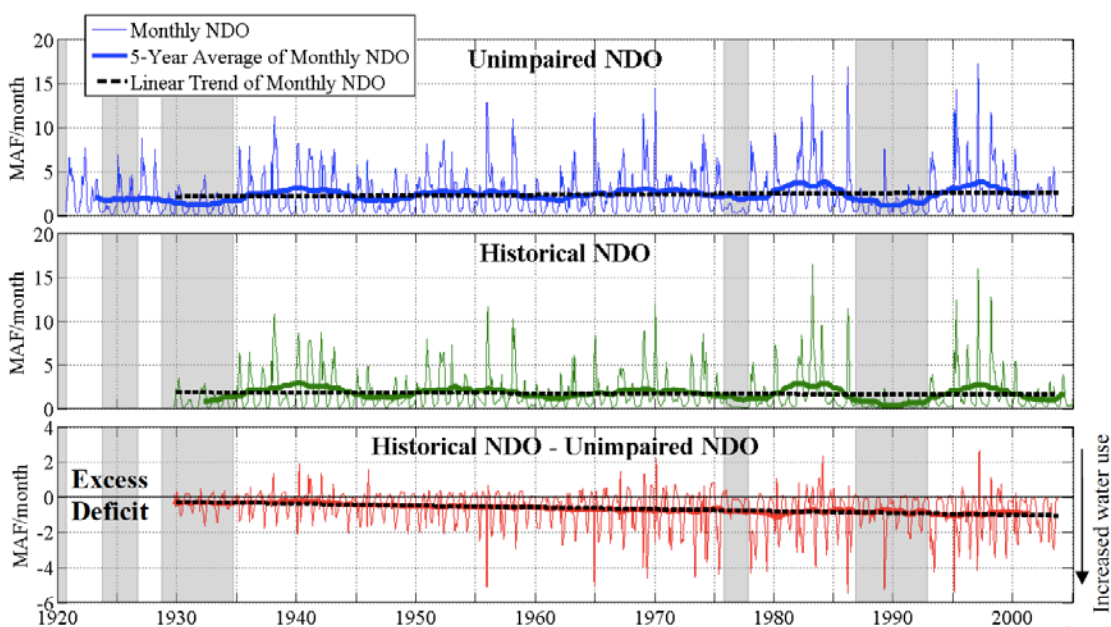 Monthly NDO
5-Year Average of Monthly NDO
Linear Trend of Monthly NDO
Unimpaired NDO
MAF/month
20
15
10
5
0
Historical NDO
MAF/month
20
15
10
5
0
Historical NDO - Unimpaired NDO
Excess
Deficit
MAF/month
4
2
0
-2
-4
-6
Increased water use
1920 1930 1940 1950 1960 1970 1980 1990 2000